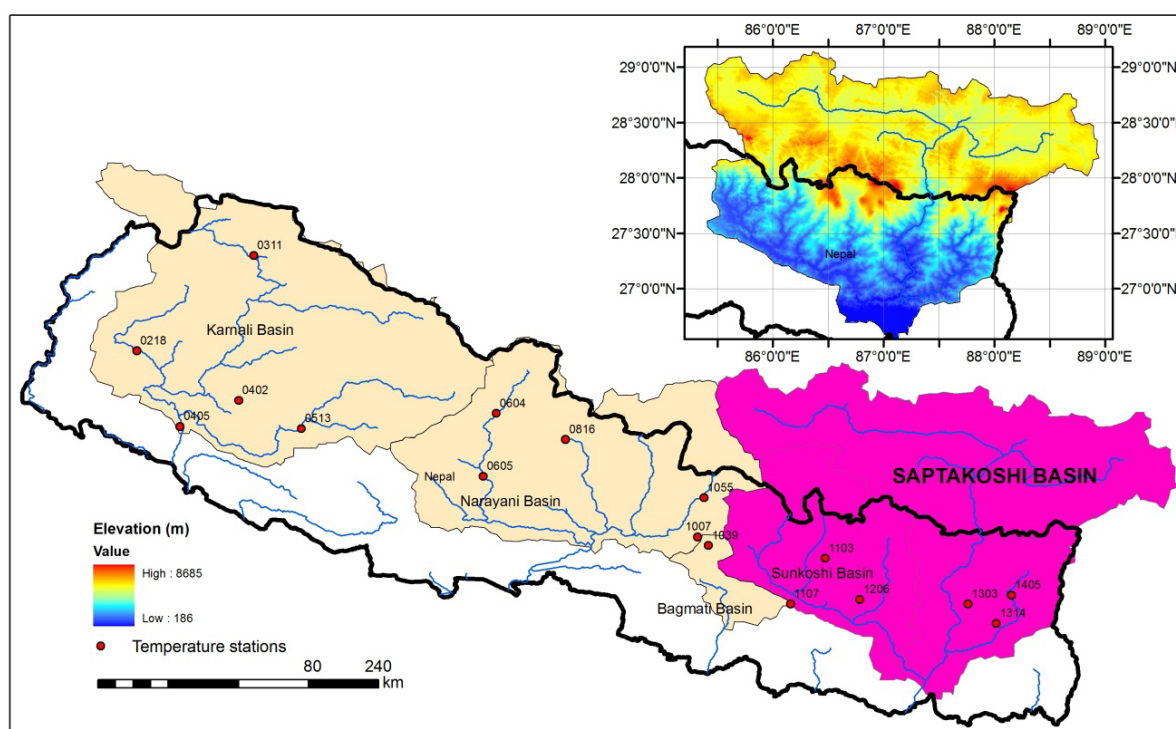 86°0'0"E 87°0'0"E 88°0'0"E 89°0'0"E
29°0'0"N 29°0'0"N
28°30'0"N 28°30'0"N
28°0'0"N 28°0'0"N
27°30'0"N 27°30'0"N
Nepal
27°0'0"N 27°0'0"N
86°0'0"E 87°0'0"E 88°0'0"E 89°0'0"E
0311
Karnali Basin
0218
0402
0405
0513
0604
0816
0605
Nepal
Narayani Basin
1055
1007
1039
Bagmati Basin
SAPTAKOSHI BASIN
1103
Sunkoshi Basin
1107
1206
1303
1405
1314
Elevation (m)
Value
High : 8685
Low : 186
Temperature stations
80 240
km